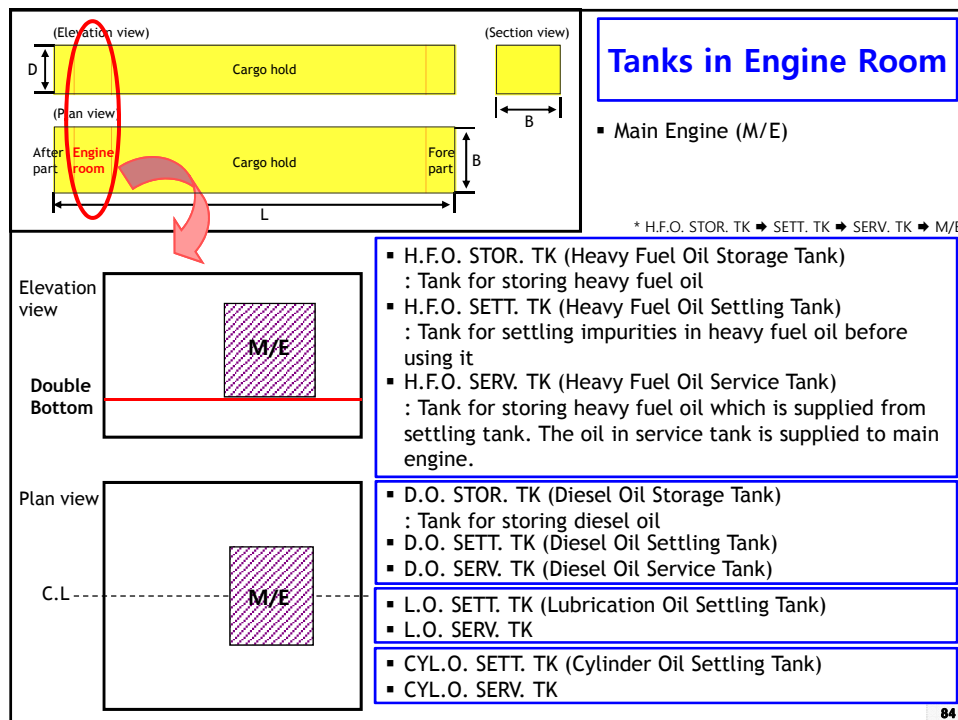 (Elevation view)
(Section view)
D
Cargo hold
B
(Plan view)
After
part
Engine
room
Cargo hold
Fore
part
B
L
Tanks in Engine Room
▪ Main Engine (M/E)
* H.F.O. STOR. TK ➡ SETT. TK ➡ SERV. TK ➡ M/E
Elevation
view
M/E
Double
Bottom
▪ H.F.O. STOR. TK (Heavy Fuel Oil Storage Tank)
: Tank for storing heavy fuel oil
▪ H.F.O. SETT. TK (Heavy Fuel Oil Settling Tank)
: Tank for settling impurities in heavy fuel oil before
using it
▪ H.F.O. SERV. TK (Heavy Fuel Oil Service Tank)
: Tank for storing heavy fuel oil which is supplied from
settling tank. The oil in service tank is supplied to main
engine.
Plan view
C.L
M/E
▪ D.O. STOR. TK (Diesel Oil Storage Tank)
: Tank for storing diesel oil
▪ D.O. SETT. TK (Diesel Oil Settling Tank)
▪ D.O. SERV. TK (Diesel Oil Service Tank)
▪ L.O. SETT. TK (Lubrication Oil Settling Tank)
▪ L.O. SERV. TK
▪ CYL.O. SETT. TK (Cylinder Oil Settling Tank)
▪ CYL.O. SERV. TK
84